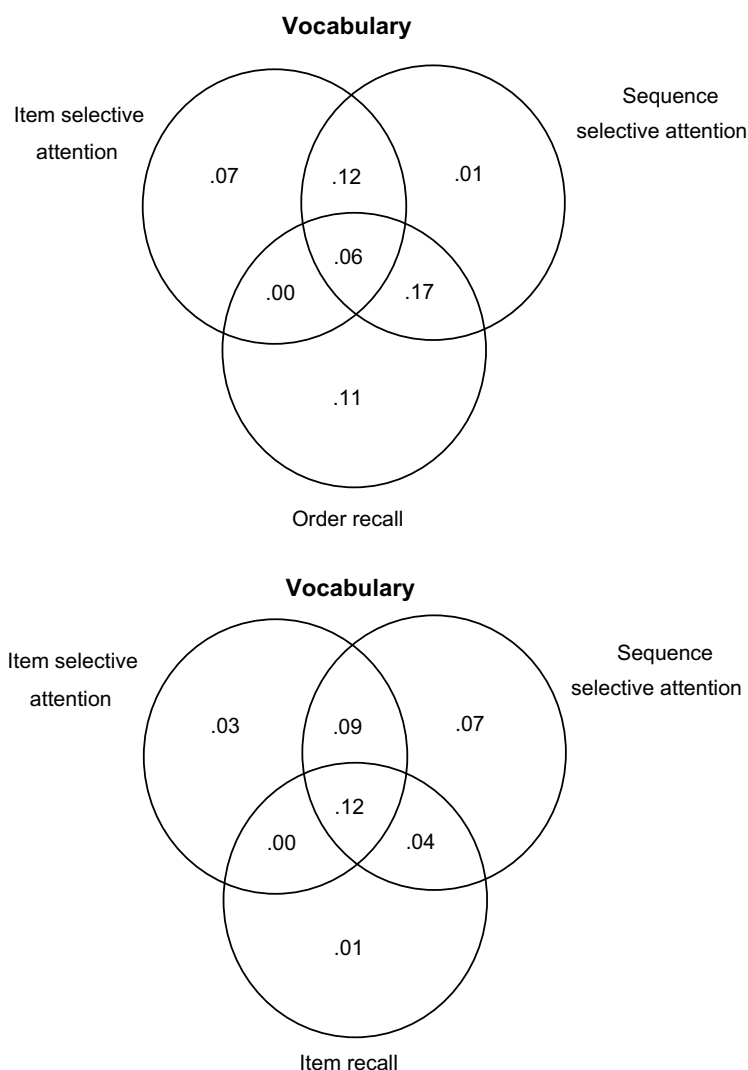 Vocabulary
Item selective
attention
Sequence
selective attention
.07
.12
.01
.06
.00
.17
.11
Order recall
Vocabulary
Item selective
attention
Sequence
selective attention
.03
.09
.07
.12
.00
.04
.01
Item recall